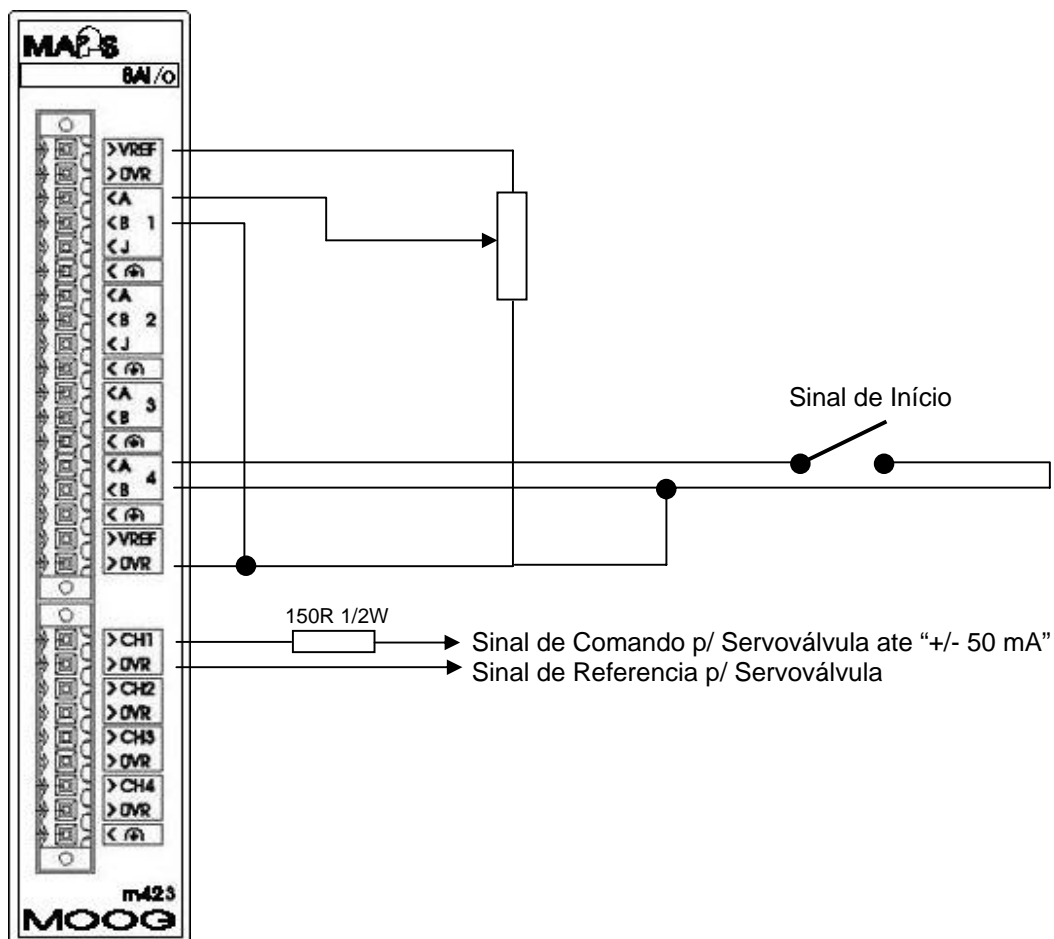 MAP-S
8AI/O
>VREF
>0VR
<A
<B 1
<J
<
<A
<B 2
<J
<
<A
<B 3
<
<A
<B 4
<
>VREF
>0VR
>CH1
>0VR
>CH2
>0VR
>CH3
>0VR
>CH4
>0VR
<
m423
MOOG
Sinal de Início
150R 1/2W
Sinal de Comando p/ Servoválvula ate “+/- 50 mA”
Sinal de Referencia p/ Servoválvula